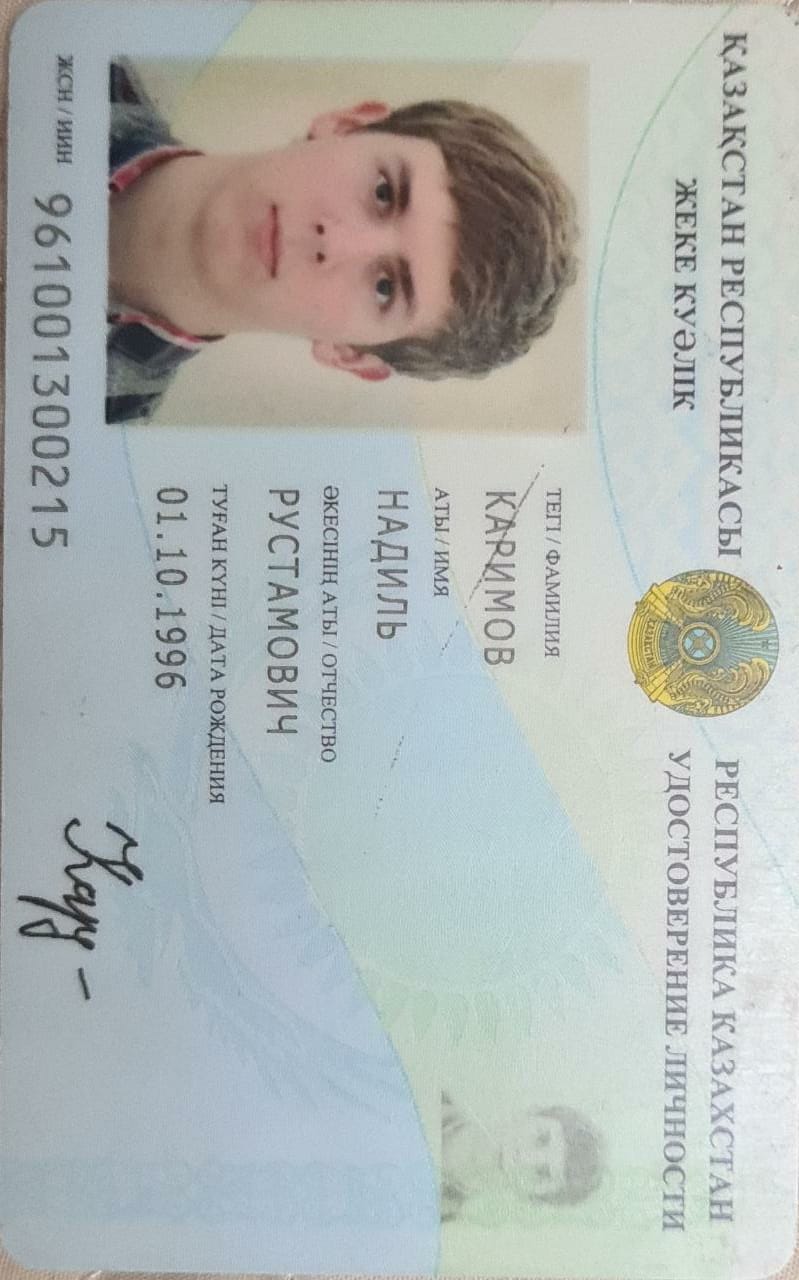 ҚАЗАҚСТАН РЕСПУБЛИКАСЫ
ЖЕКЕ КУӘЛІК
РЕСПУБЛИКА КАЗАХСТАН
УДОСТОВЕРЕНИЕ ЛИЧНОСТИ
ҚАЗАҚСТАН
ТЕГІ / ФАМИЛИЯ
КАРИМОВ
АТЫ / ИМЯ
НАДИЛЬ
ӘКЕСІНІҢ АТЫ / ОТЧЕСТВО
РУСТАМОВИЧ
ТУҒАН КҮНІ / ДАТА РОЖДЕНИЯ
01.10.1996
ЖСН / ИИН 961001300215